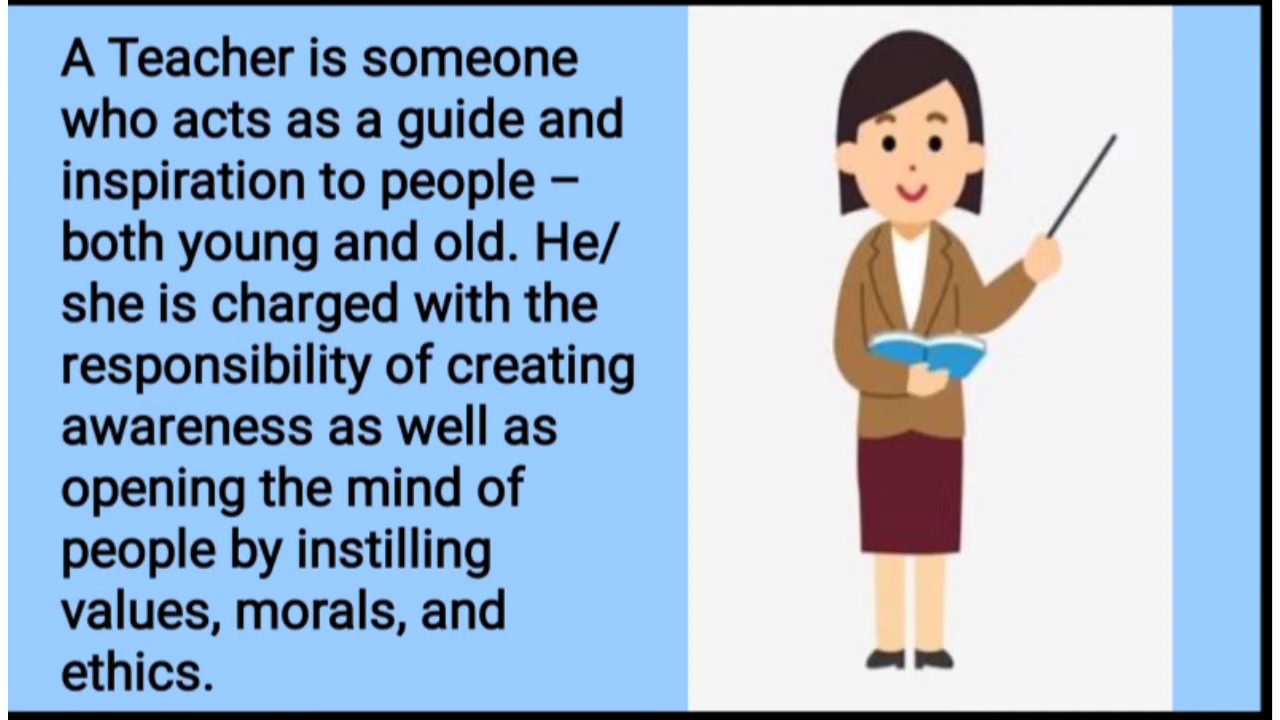 A Teacher is someone
who acts as a guide and
inspiration to people –
both young and old. He/
she is charged with the
responsibility of creating
awareness as well as
opening the mind of
people by instilling
values, morals, and
ethics.